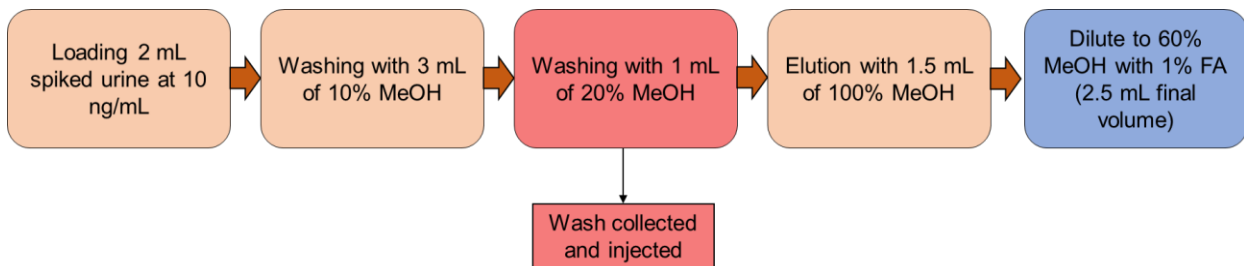 Loading 2 mL
spiked urine at 10
ng/mL
Washing with 3 mL
of 10% MeOH
Washing with 1 mL
of 20% MeOH
Elution with 1.5 mL
of 100% MeOH
Dilute to 60%
MeOH with 1% FA
(2.5 mL final
volume)
Wash collected
and injected